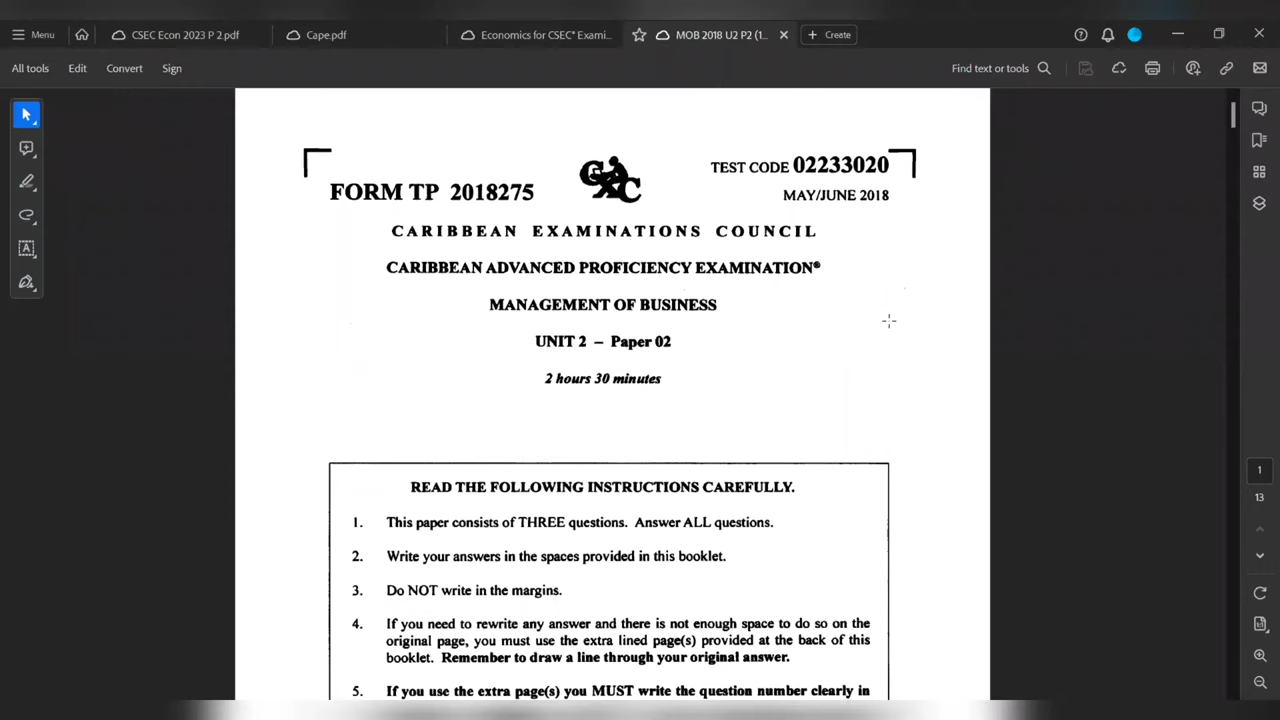 Menu
CSEC Econ 2023 P 2.pdf
Cape.pdf
Economics for CSEC® Exami...
MOB 2018 U2 P2 (1...
Create
All tools
Edit
Convert
Sign
Find text or tools
FORM TP 2018275
CXC
TEST CODE 02233020
MAY/JUNE 2018
CARIBBEAN EXAMINATIONS COUNCIL
CARIBBEAN ADVANCED PROFICIENCY EXAMINATION®
MANAGEMENT OF BUSINESS
UNIT 2 – Paper 02
2 hours 30 minutes
READ THE FOLLOWING INSTRUCTIONS CAREFULLY.
1. This paper consists of THREE questions. Answer ALL questions.
2. Write your answers in the spaces provided in this booklet.
3. Do NOT write in the margins.
4. If you need to rewrite any answer and there is not enough space to do so on the
original page, you must use the extra lined page(s) provided at the back of this
booklet. Remember to draw a line through your original answer.
5. If you use the extra page(s) you MUST write the question number clearly in
1
13